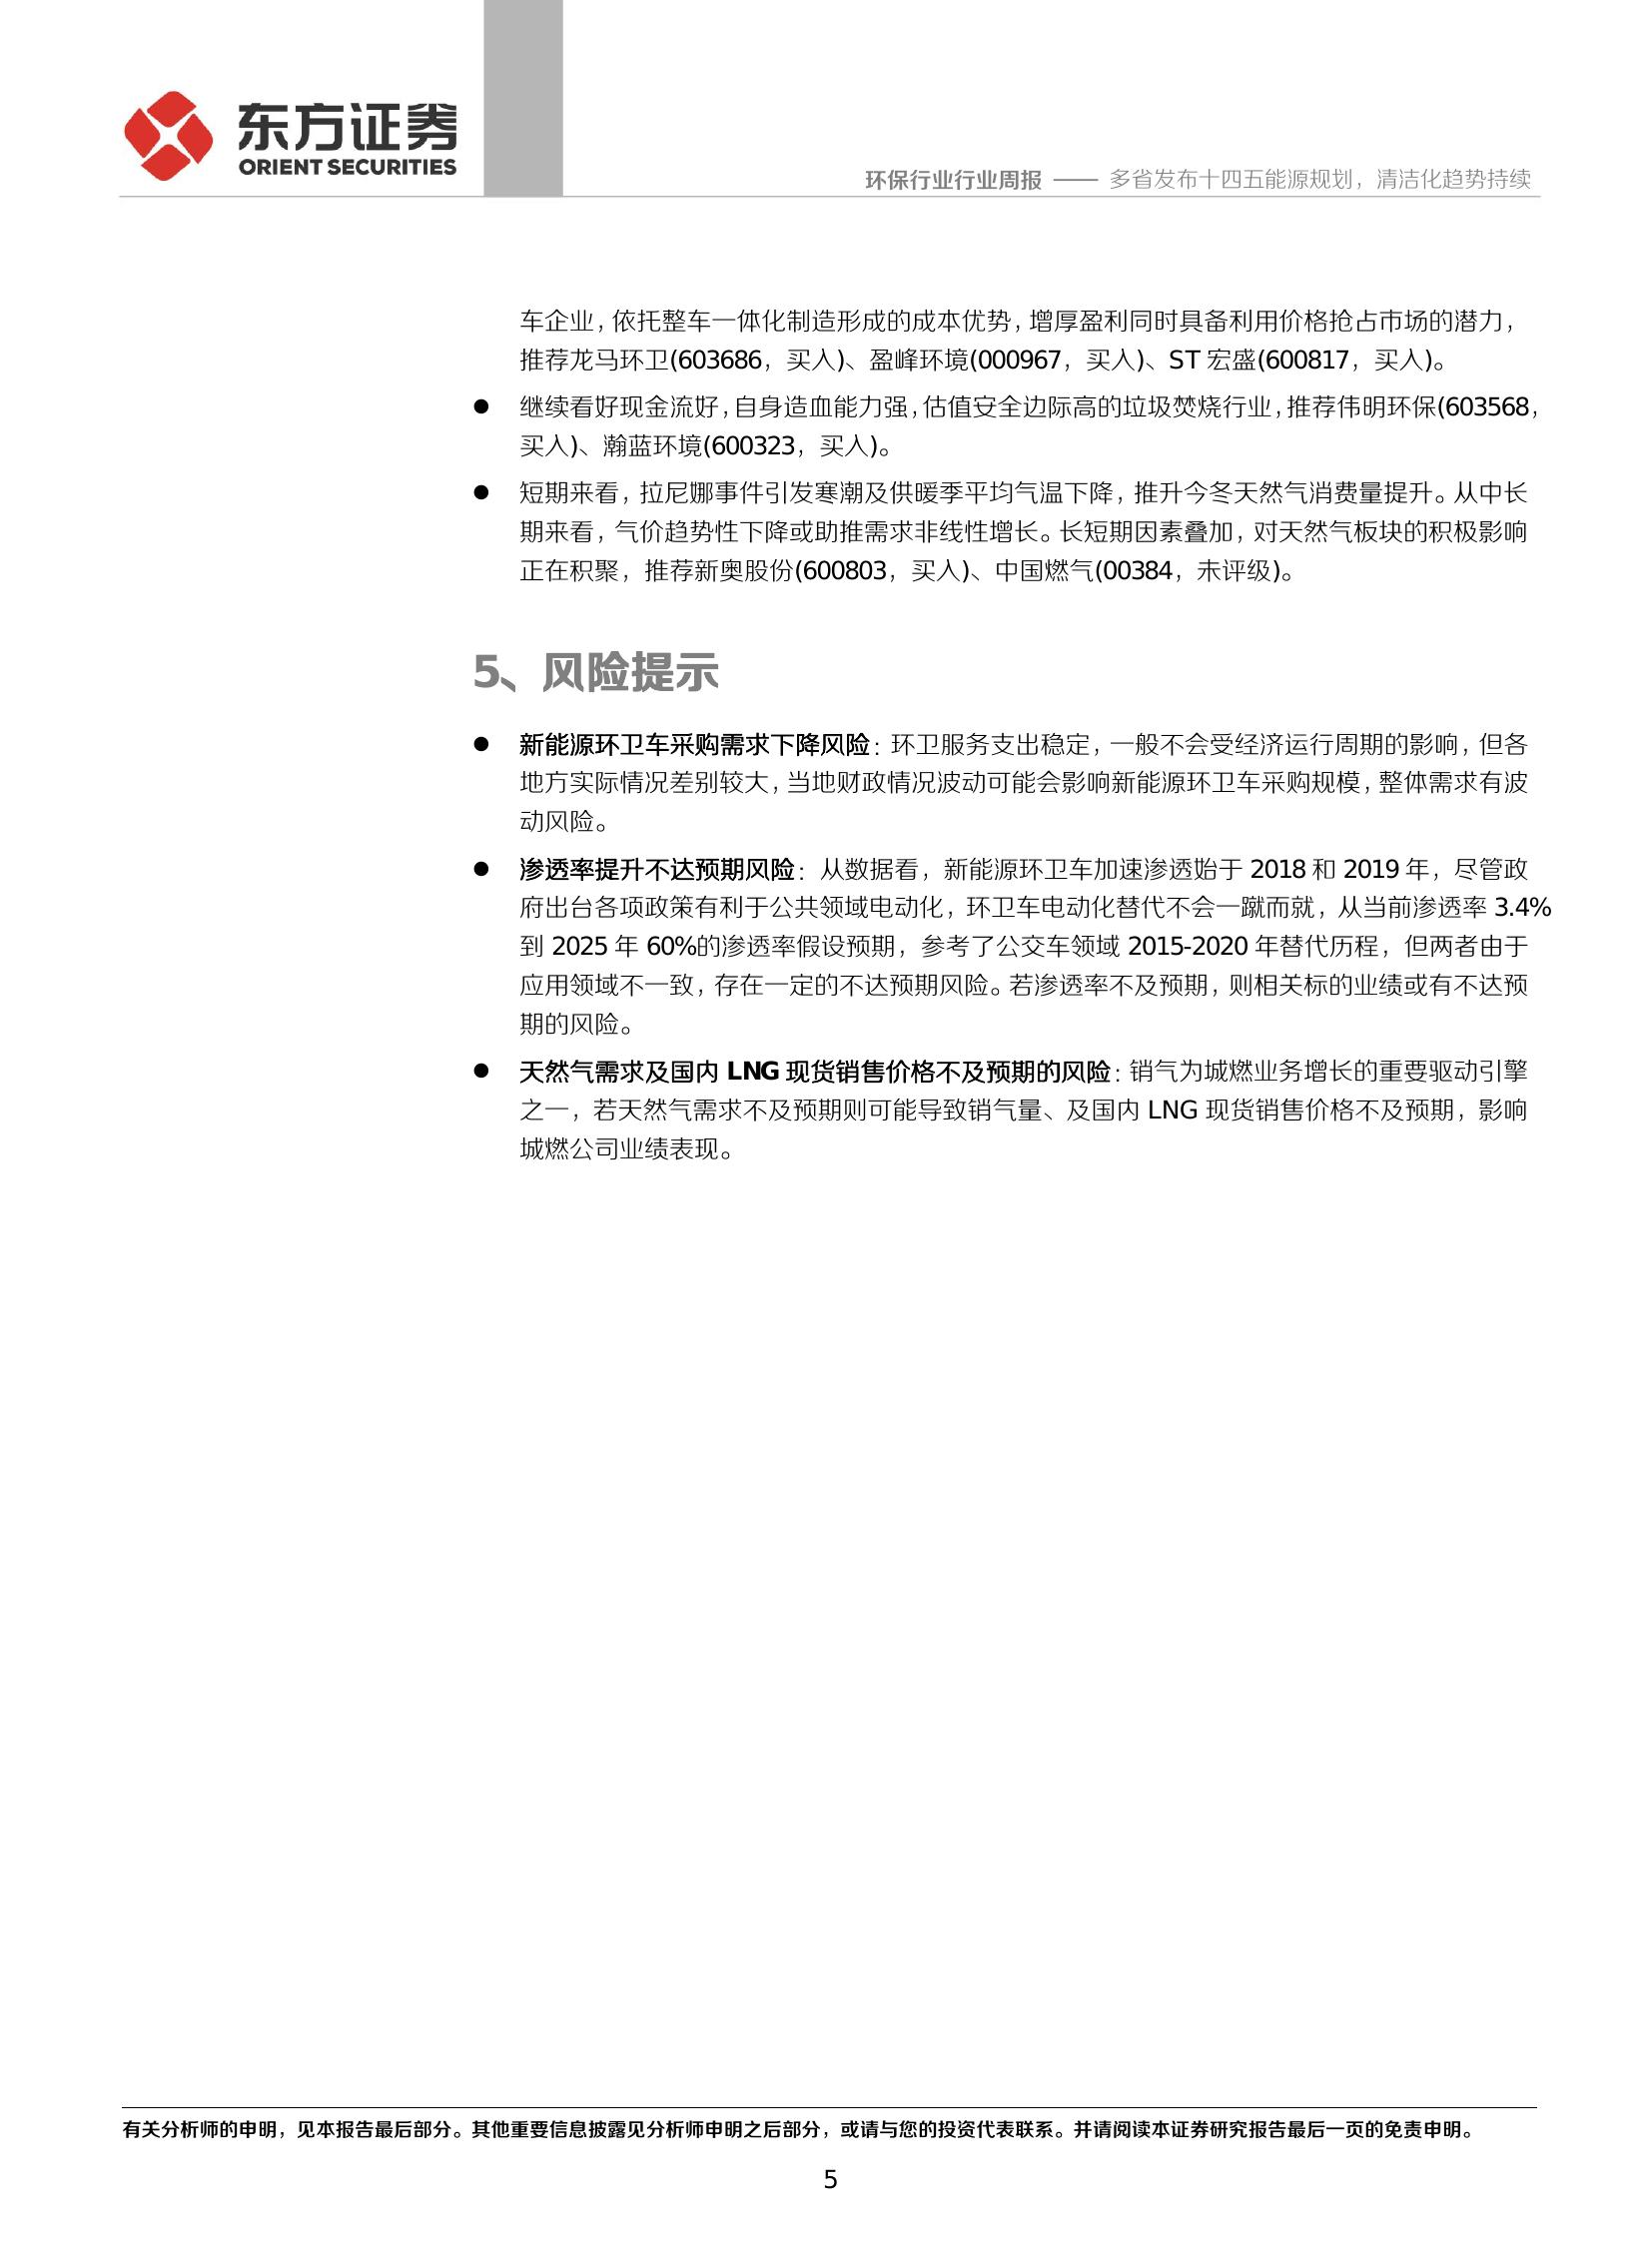 东方证券
ORIENT SECURITIES
环保行业行业周报 —— 多省发布十四五能源规划，清洁化趋势持续
车企业，依托整车一体化制造形成的成本优势，增厚盈利同时具备利用价格抢占市场的潜力，
推荐龙马环卫(603686，买入)、盈峰环境(000967，买入)、ST 宏盛(600817，买入)。
● 继续看好现金流好，自身造血能力强，估值安全边际高的垃圾焚烧行业，推荐伟明环保(603568，
买入)、瀚蓝环境(600323，买入)。
● 短期来看，拉尼娜事件引发寒潮及供暖季平均气温下降，推升今冬天然气消费量提升。从中长
期来看，气价趋势性下降或助推需求非线性增长。长短期因素叠加，对天然气板块的积极影响
正在积聚，推荐新奥股份(600803，买入)、中国燃气(00384，未评级)。
5、风险提示
● 新能源环卫车采购需求下降风险：环卫服务支出稳定，一般不会受经济运行周期的影响，但各
地方实际情况差别较大，当地财政情况波动可能会影响新能源环卫车采购规模，整体需求有波
动风险。
● 渗透率提升不达预期风险：从数据看，新能源环卫车加速渗透始于 2018 和 2019 年，尽管政
府出台各项政策有利于公共领域电动化，环卫车电动化替代不会一蹴而就，从当前渗透率 3.4%
到 2025 年 60%的渗透率假设预期，参考了公交车领域 2015-2020 年替代历程，但两者由于
应用领域不一致，存在一定的不达预期风险。若渗透率不及预期，则相关标的业绩或有不达预
期的风险。
● 天然气需求及国内 LNG 现货销售价格不及预期的风险：销气为城燃业务增长的重要驱动引擎
之一，若天然气需求不及预期则可能导致销气量、及国内 LNG 现货销售价格不及预期，影响
城燃公司业绩表现。
有关分析师的申明，见本报告最后部分。其他重要信息披露见分析师申明之后部分，或请与您的投资代表联系。并请阅读本证券研究报告最后一页的免责申明。
5